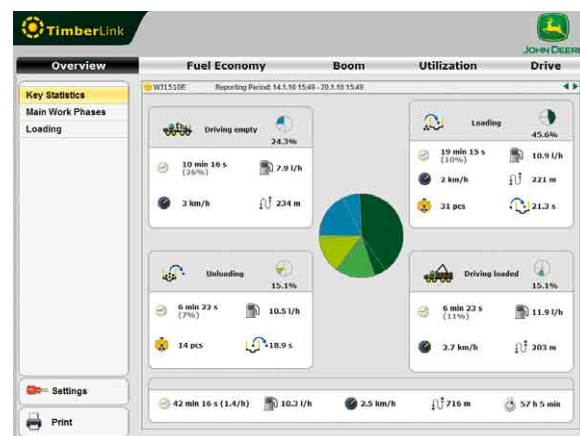 TimberLink
JOHN DEERE
Overview Fuel Economy Boom Utilization Drive
Key Statistics
Main Work Phases
Loading
WJ1510E Reporting Period: 14.1.10 15:49 - 20.1.10 15:49
Driving empty 24.3%
10 min 16 s (26%) 7.9 l/h
3 km/h 234 m
Loading 45.6%
19 min 15 s (10%) 10.9 l/h
2 km/h 221 m
31 pcs 21.3 s
Unloading 15.1%
6 min 22 s (7%) 10.5 l/h
14 pcs 18.9 s
Driving loaded 15.1%
6 min 23 s (11%) 11.9 l/h
2.7 km/h 203 m
Settings
Print
42 min 16 s (1.4/h) 10.3 l/h 2.5 km/h 716 m 57 h 5 min